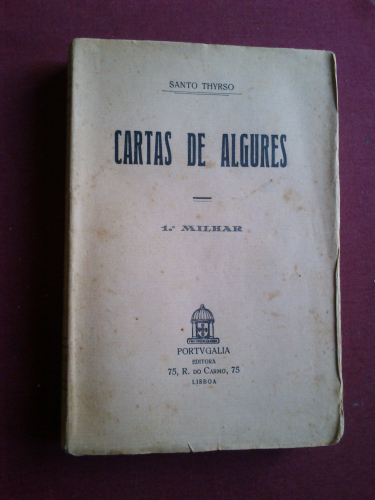 SANTO THYRSO
CARTAS DE ALGURES
1.º MILHAR
PORTVGALIA
EDITORA
75, R. DO CARMO, 75
LISBOA